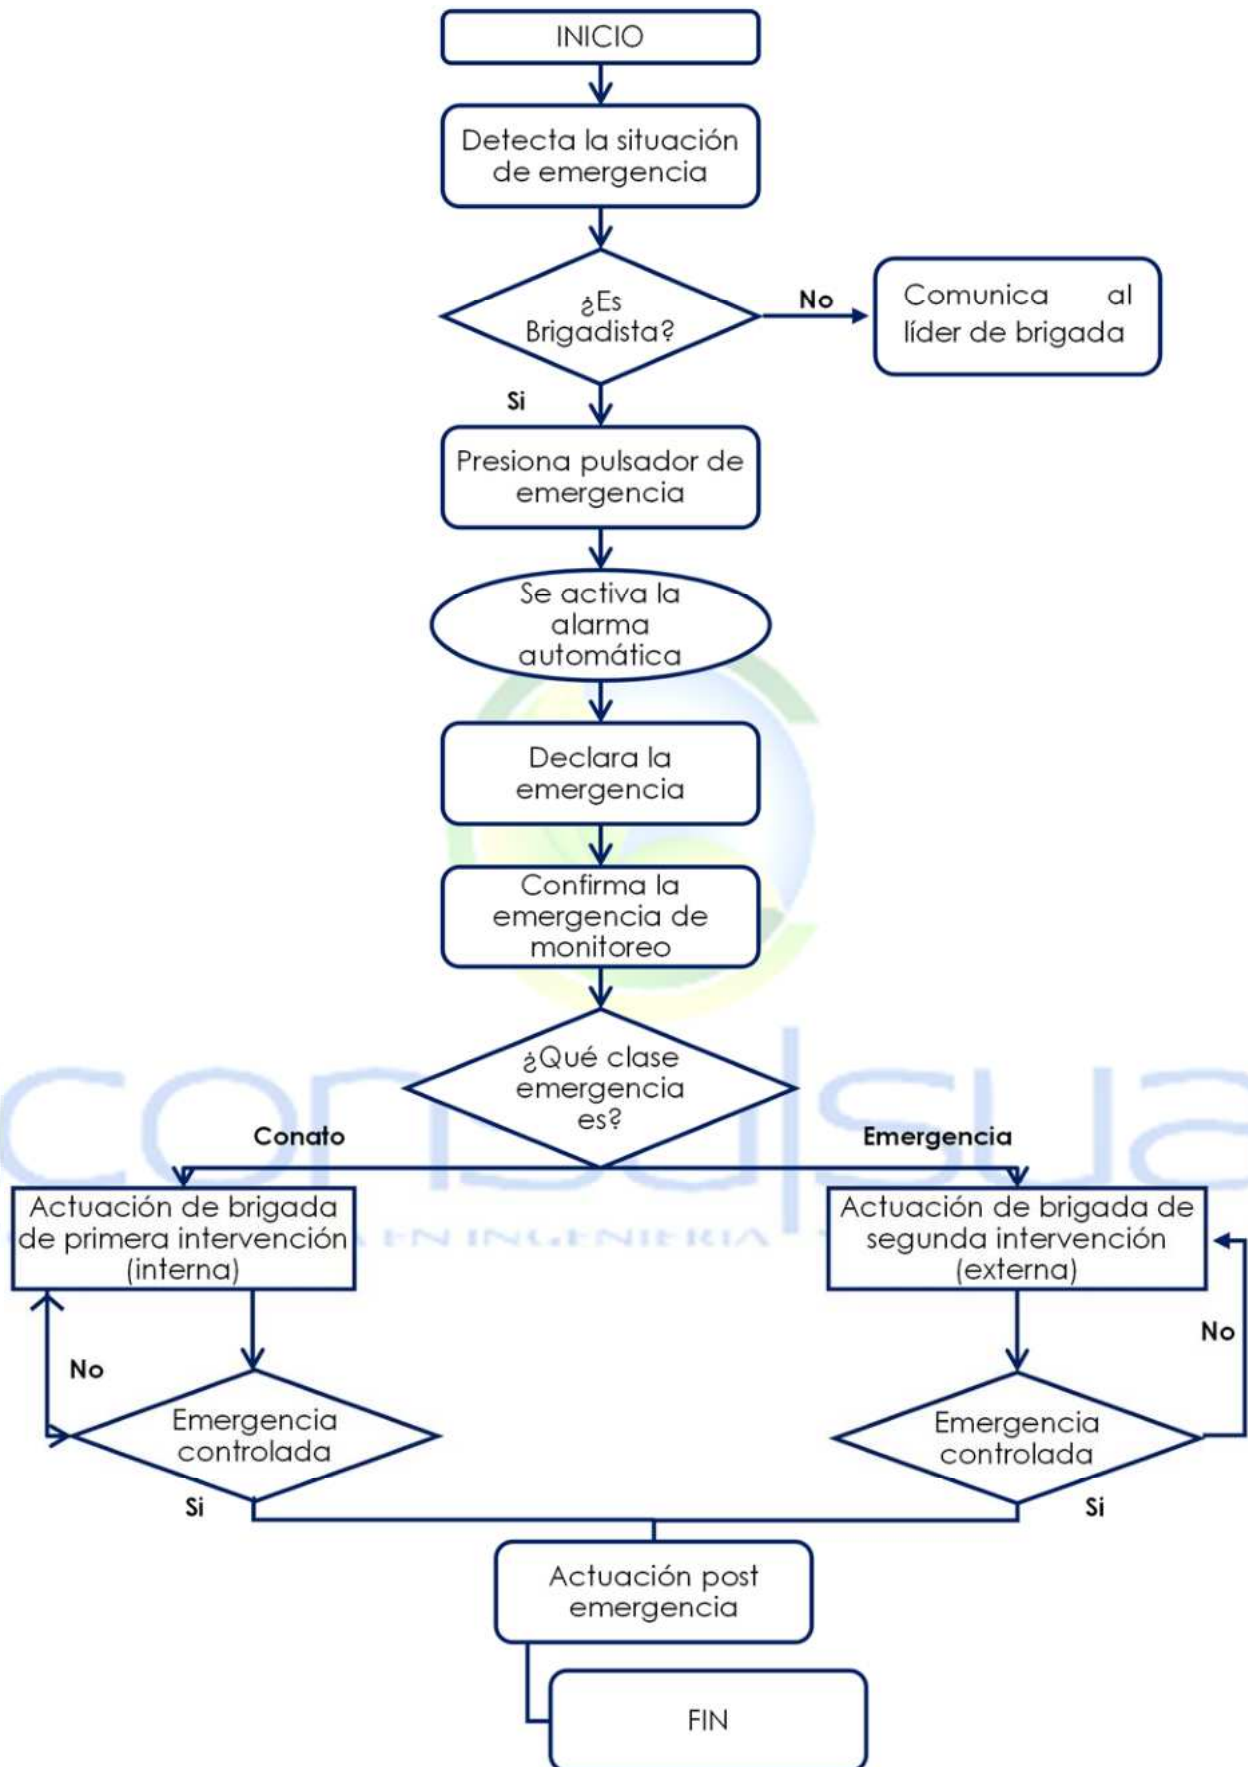 INICIO
Detecta la situación
de emergencia
¿Es
Brigadista?
No
Comunica al
líder de brigada
Si
Presiona pulsador de
emergencia
Se activa la
alarma
automática
Declara la
emergencia
Confirma la
emergencia de
monitoreo
¿Qué clase
emergencia
es?
Conato
Emergencia
Actuación de brigada
de primera intervención
(interna)
Actuación de brigada de
segunda intervención
(externa)
EN INGENIERIA
No
No
Emergencia
controlada
Emergencia
controlada
Si
Si
Actuación post
emergencia
FIN